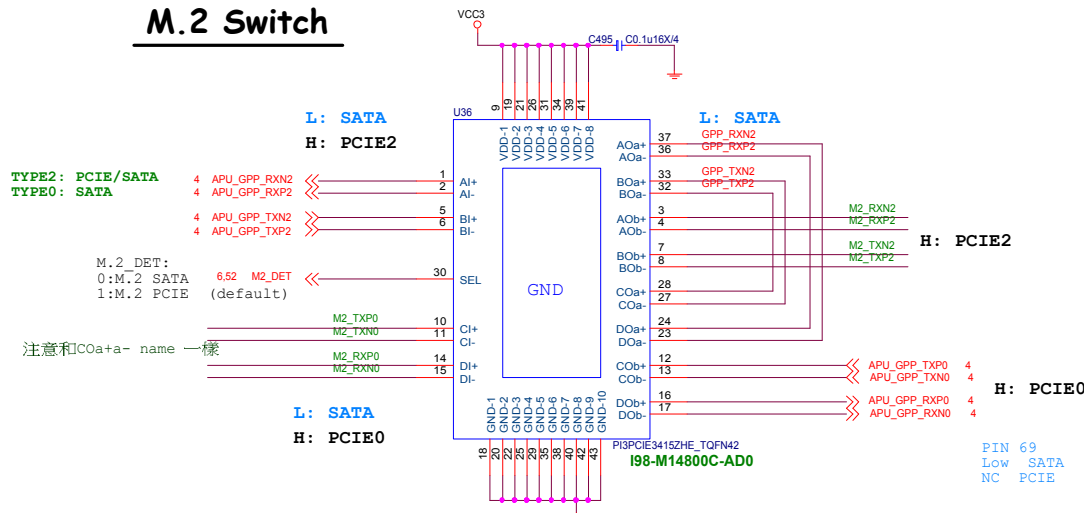 M.2 Switch
VCC3
C495
C0.1u16X/4
U36
9
19
21
26
31
34
39
41
VDD-1
VDD-2
VDD-3
VDD-4
VDD-5
VDD-6
VDD-7
VDD-8
L: SATA
H: PCIE2
L: SATA
TYPE2: PCIE/SATA
TYPE0: SATA
4 APU_GPP_RXN2
1
AI+
4 APU_GPP_RXP2
2
AI-
4 APU_GPP_TXN2
5
BI+
4 APU_GPP_TXP2
6
BI-
M.2_DET:
0:M.2 SATA
1:M.2 PCIE (default)
6,52 M2_DET
30
SEL
GND
M2_TXP0
10
CI+
M2_TXN0
11
CI-
注意和COa+a- name 一樣
M2_RXP0
14
DI+
M2_RXN0
15
DI-
L: SATA
H: PCIE0
AOa+
37
GPP_RXN2
AOa-
36
GPP_RXP2
BOa+
33
GPP_TXN2
BOa-
32
GPP_TXP2
AOb+
3
M2_RXN2
AOb-
4
M2_RXP2
H: PCIE2
BOb+
7
M2_TXN2
BOb-
8
M2_TXP2
COa+
28
COa-
27
DOa+
24
DOa-
23
COb+
12
APU_GPP_TXP0 4
COb-
13
APU_GPP_TXN0 4
H: PCIE0
DOb+
16
APU_GPP_RXP0 4
DOb-
17
APU_GPP_RXN0 4
GND-1
GND-2
GND-3
GND-4
GND-5
GND-6
GND-7
GND-8
GND-9
GND-10
18
20
22
25
29
35
38
40
42
43
PI3PCIE3415ZHE_TQFN42
I98-M14800C-AD0
PIN 69
Low SATA
NC PCIE